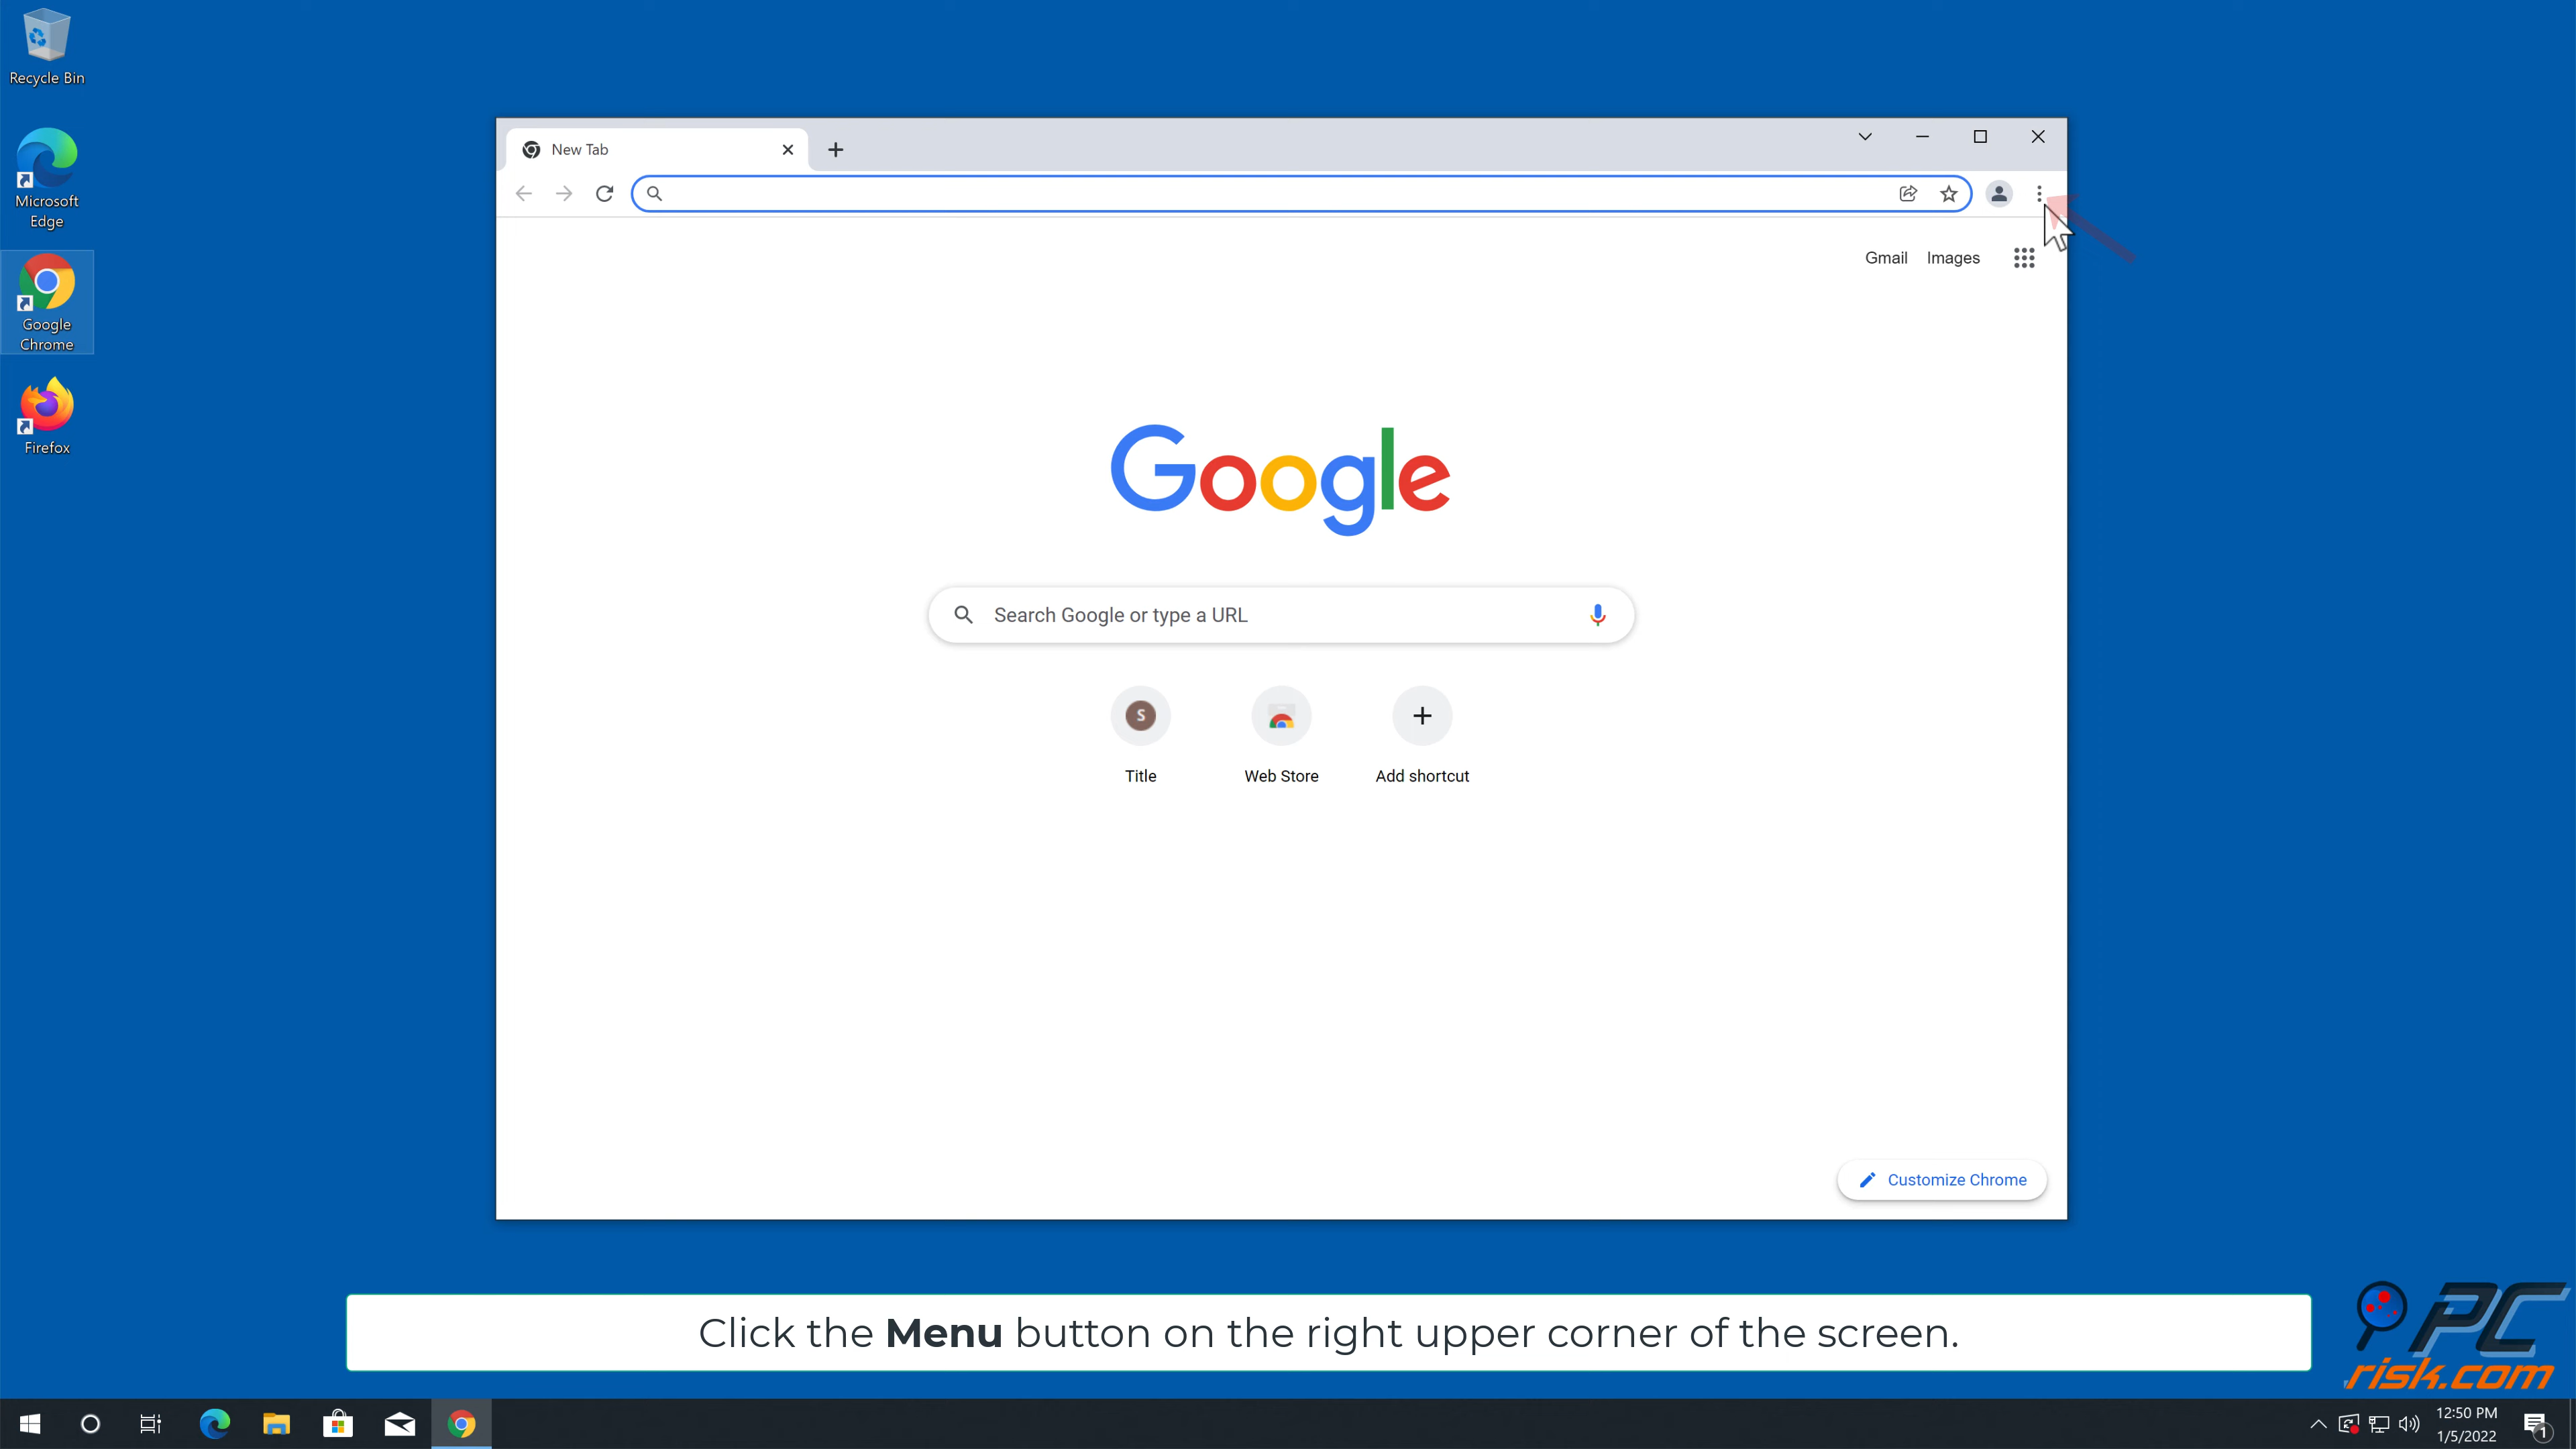 Recycle Bin
Microsoft
Edge
Google
Chrome
Firefox
New Tab
Gmail Images
Google
Search Google or type a URL
S
Title Web Store Add shortcut
Customize Chrome
Click the Menu button on the right upper corner of the screen.
PC
risk.com
12:50 PM
1/5/2022
1